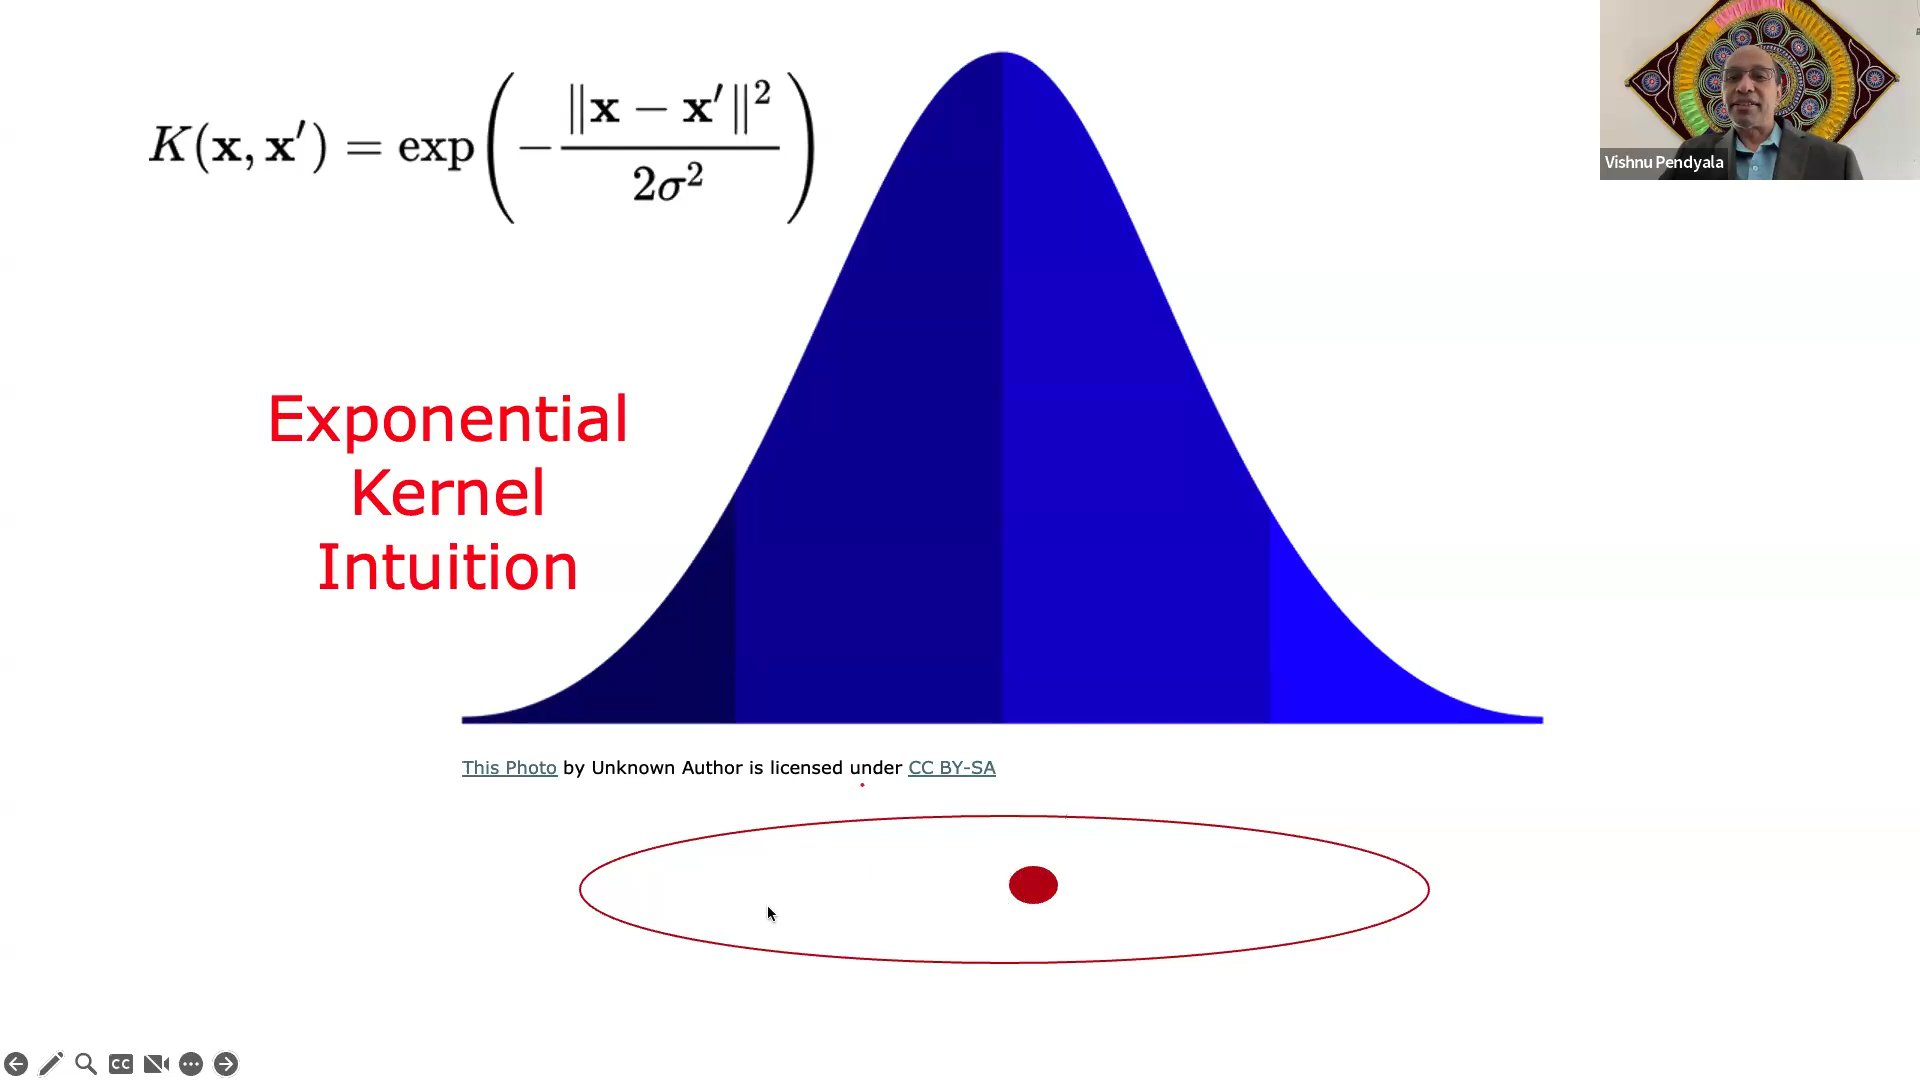 K(x, x′) = exp(−‖x − x′‖² / 2σ²)
Vishnu Pendyala
Exponential
Kernel
Intuition
This Photo by Unknown Author is licensed under CC BY-SA
CC